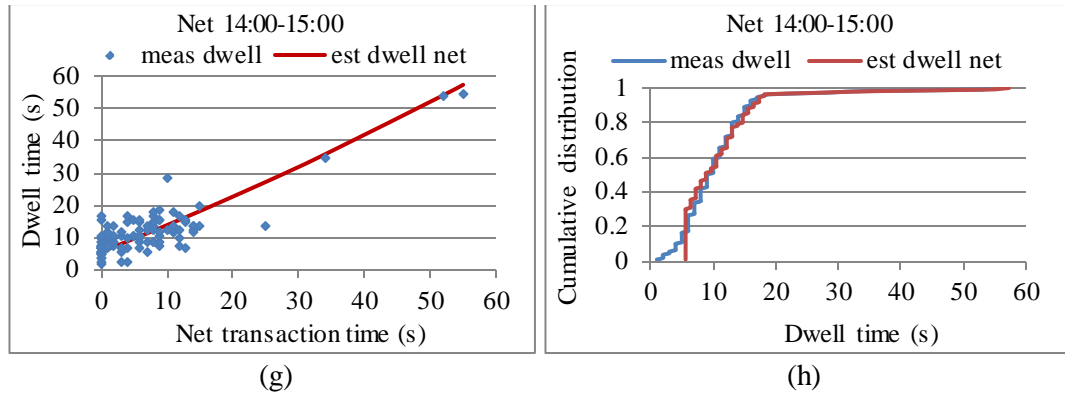 Net 14:00-15:00
meas dwell
est dwell net
Dwell time (s)
60
50
40
30
20
10
0
0 10 20 30 40 50 60
Net transaction time (s)
(g)
Net 14:00-15:00
meas dwell
est dwell net
Cumulative distribution
1
0.8
0.6
0.4
0.2
0
0 10 20 30 40 50 60
Dwell time (s)
(h)